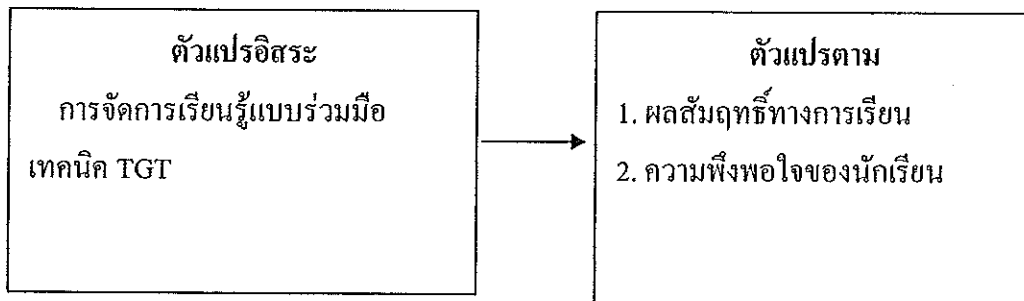 ตัวแปรอิสระ
การจัดการเรียนรู้แบบร่วมมือ
เทคนิค TGT
ตัวแปรตาม
1. ผลสัมฤทธิ์ทางการเรียน
2. ความพึงพอใจของนักเรียน